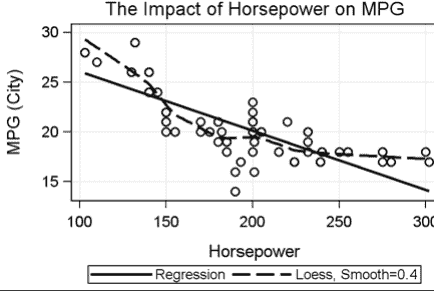 The Impact of Horsepower on MPG
MPG (City)
30
25
20
15
100 150 200 250 300
Horsepower
Regression Loess, Smooth=0.4